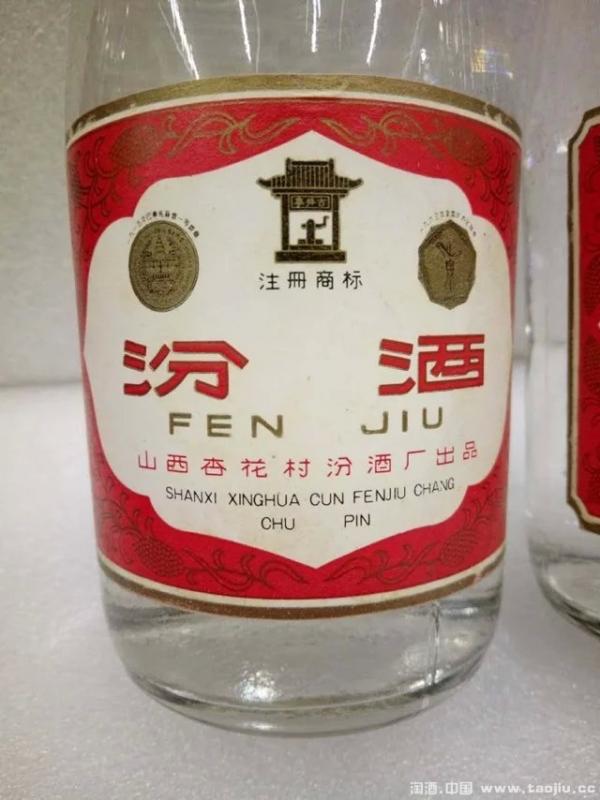 注冊商标
汾 酒
FEN JIU
山西杏花村汾酒厂出品
SHANXI XINGHUA CUN FENJIU CHANG
CHU PIN
淘酒.中国 www.taojiu.cc